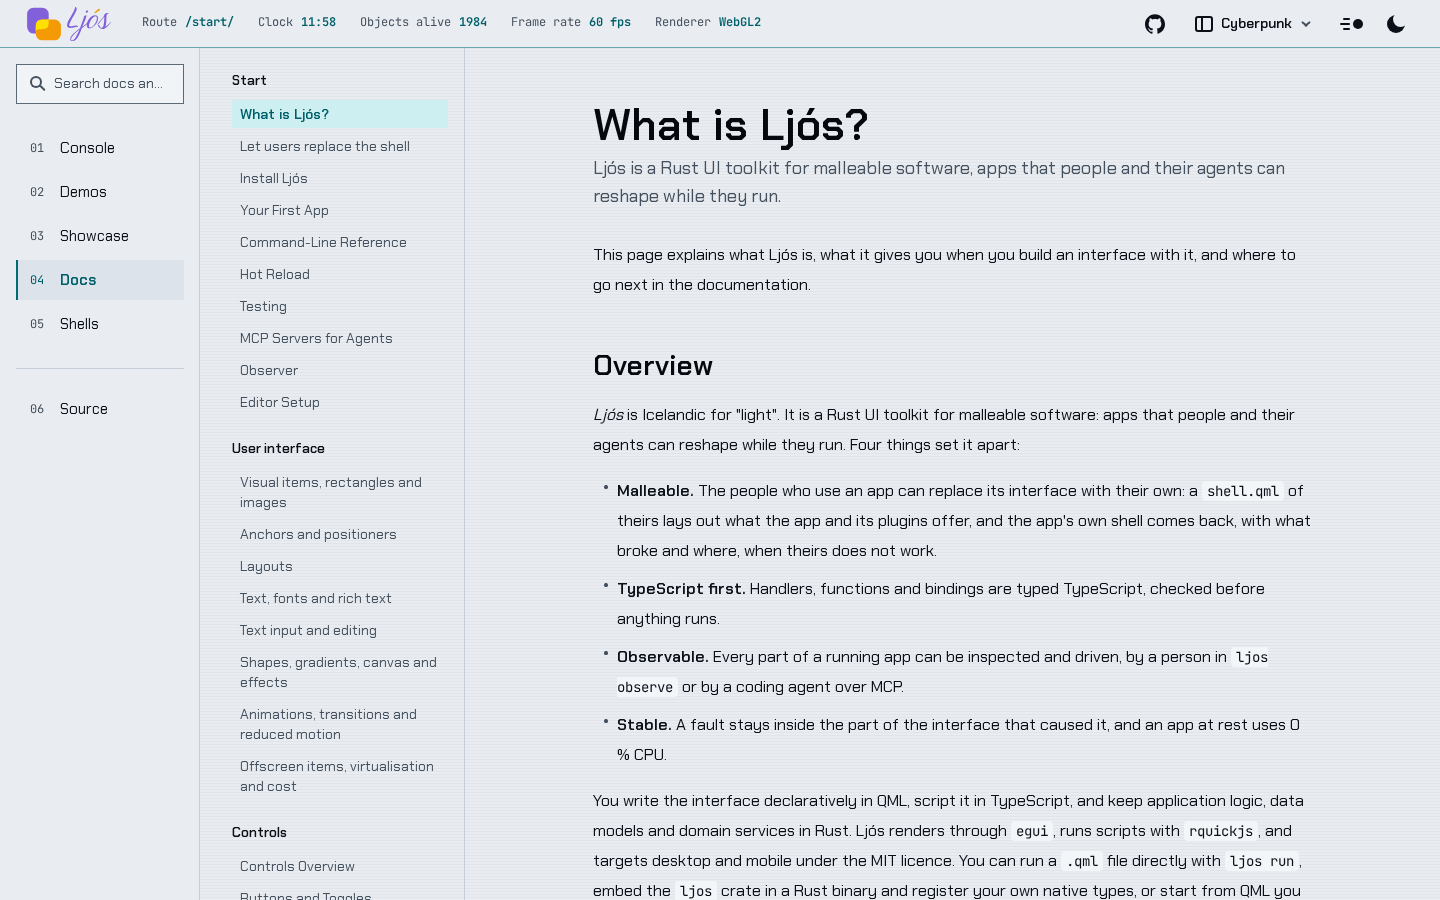 Ljós
Route /start/
Clock 11:58
Objects alive 1984
Frame rate 60 fps
Renderer WebGL2
Cyberpunk
Search docs an...
01 Console
02 Demos
03 Showcase
04 Docs
05 Shells
06 Source
Start
What is Ljós?
Let users replace the shell
Install Ljós
Your First App
Command-Line Reference
Hot Reload
Testing
MCP Servers for Agents
Observer
Editor Setup
User interface
Visual items, rectangles and
images
Anchors and positioners
Layouts
Text, fonts and rich text
Text input and editing
Shapes, gradients, canvas and
effects
Animations, transitions and
reduced motion
Offscreen items, virtualisation
and cost
Controls
Controls Overview
Buttons and Toggles
What is Ljós?
Ljós is a Rust UI toolkit for malleable software, apps that people and their agents can
reshape while they run.
This page explains what Ljós is, what it gives you when you build an interface with it, and where to
go next in the documentation.
Overview
Ljós is Icelandic for "light". It is a Rust UI toolkit for malleable software: apps that people and their
agents can reshape while they run. Four things set it apart:
• Malleable. The people who use an app can replace its interface with their own: a shell.qml of
theirs lays out what the app and its plugins offer, and the app's own shell comes back, with what
broke and where, when theirs does not work.
• TypeScript first. Handlers, functions and bindings are typed TypeScript, checked before
anything runs.
• Observable. Every part of a running app can be inspected and driven, by a person in ljos
observe or by a coding agent over MCP.
• Stable. A fault stays inside the part of the interface that caused it, and an app at rest uses 0
% CPU.
You write the interface declaratively in QML, script it in TypeScript, and keep application logic, data
models and domain services in Rust. Ljós renders through egui, runs scripts with rquickjs, and
targets desktop and mobile under the MIT licence. You can run a .qml file directly with ljos run,
embed the ljos crate in a Rust binary and register your own native types, or start from QML you